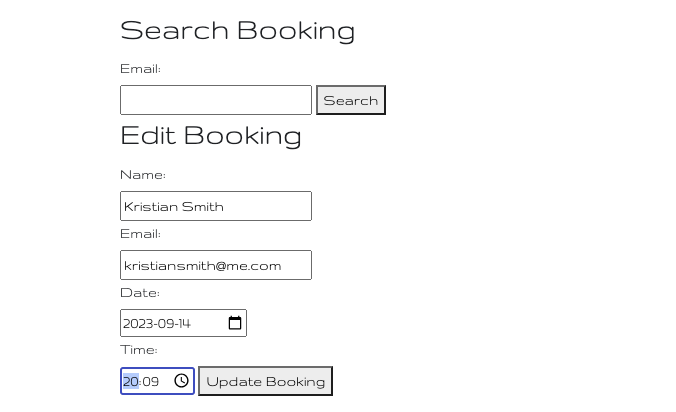 Search Booking
Email:
Search
Edit Booking
Name:
Kristian Smith
Email:
kristiansmith@me.com
Date:
2023-09-14
Time:
20:09 Update Booking